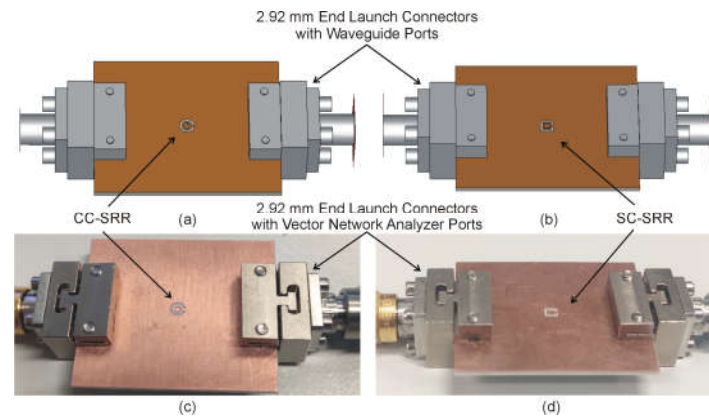 2.92 mm End Launch Connectors
with Waveguide Ports
CC-SRR
(a)
2.92 mm End Launch Connectors
with Vector Network Analyzer Ports
(b)
SC-SRR
(c)
(d)